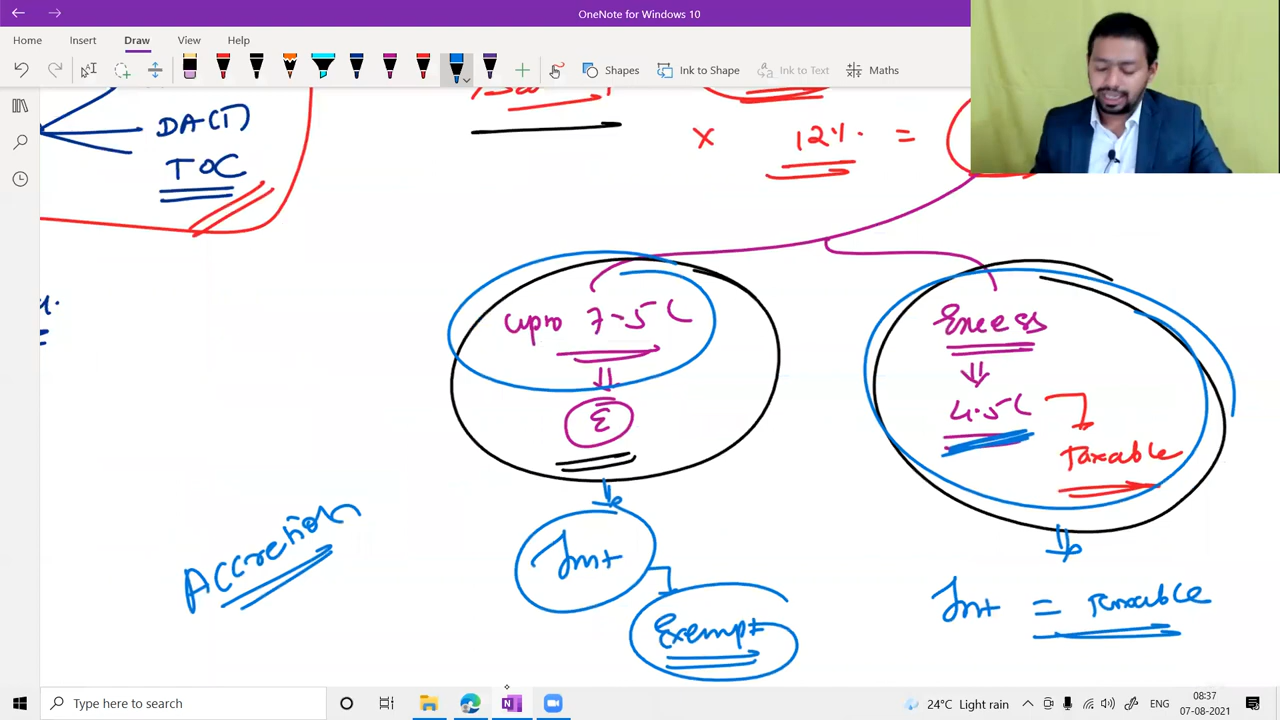 OneNote for Windows 10
Home Insert Draw View Help
Shapes Ink to Shape Ink to Text Maths
DA(T)
TOC
x 12%. =
upto 7-5L
E
Excess
4.5L
Taxable
Accretion
Int
Exempt
Int = Taxable
Type here to search
24°C Light rain
ENG
08:37
07-08-2021